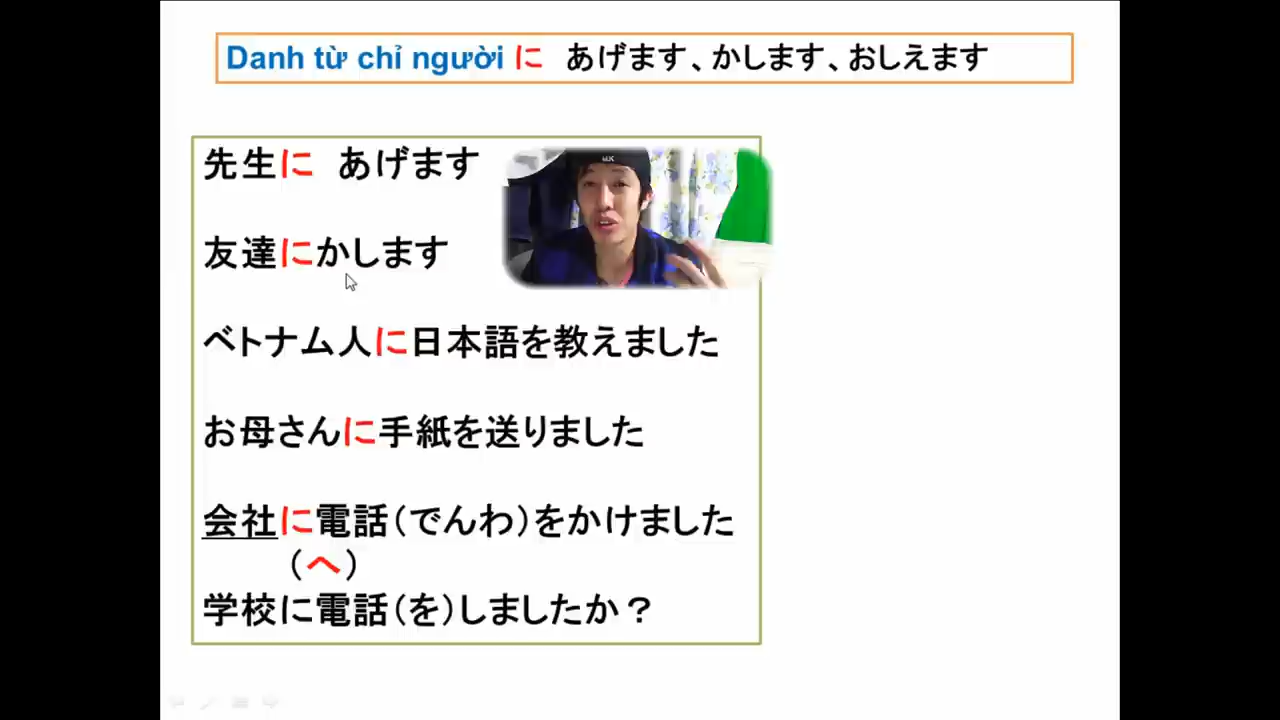 Danh từ chỉ người に　あげます、かします、おしえます
先生に　あげます
友達にかします
ベトナム人に日本語を教えました
お母さんに手紙を送りました
会社に電話（でんわ）をかけました
（へ）
学校に電話（を）しましたか？